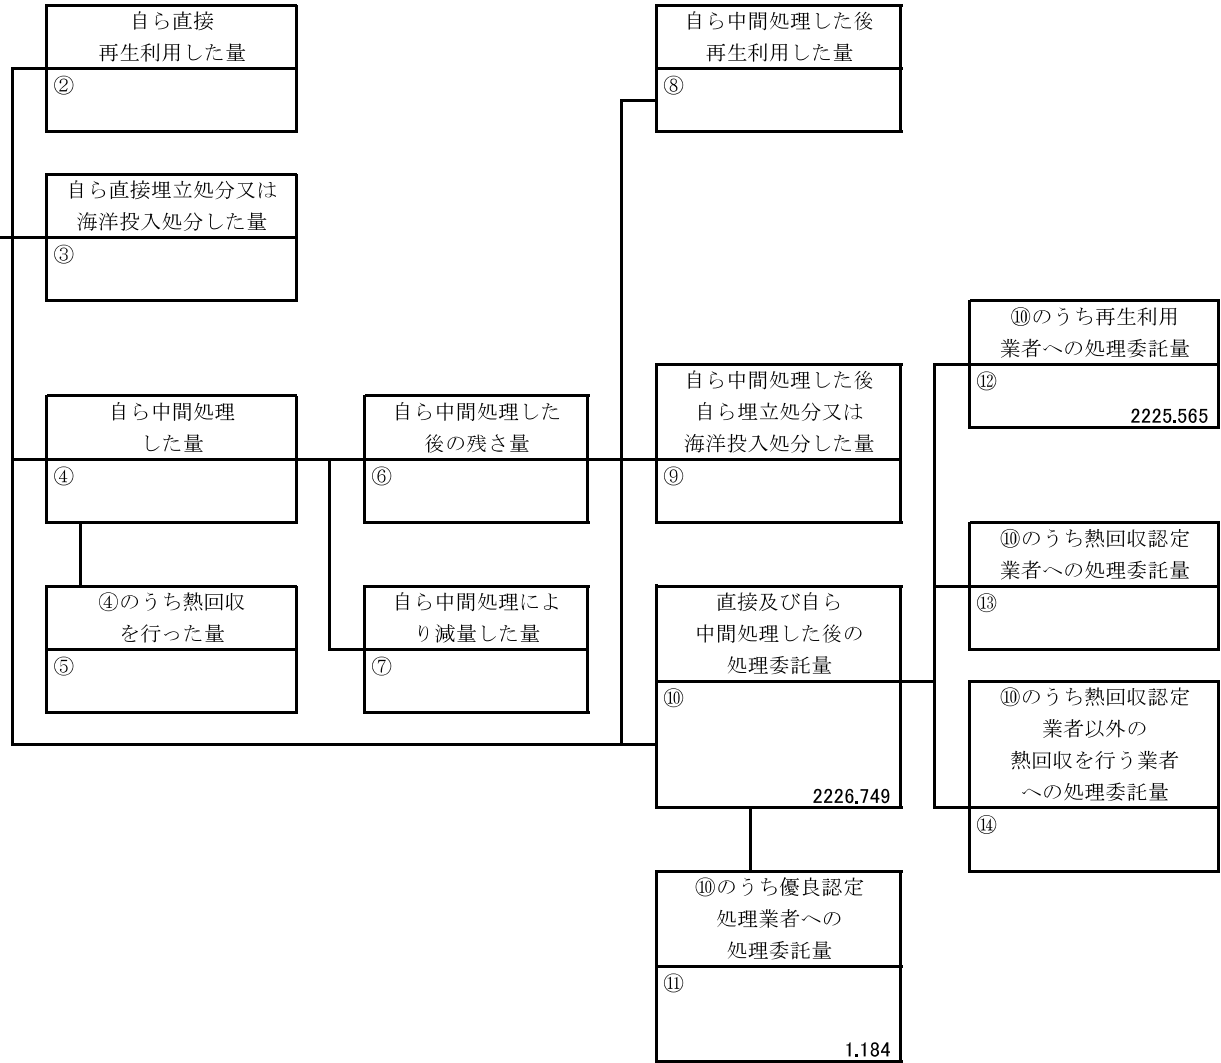 自ら直接
再生利用した量
②
自ら中間処理した後
再生利用した量
⑧
自ら直接埋立処分又は
海洋投入処分した量
③
⑩のうち再生利用
業者への処理委託量
⑫
2225.565
自ら中間処理
した量
④
自ら中間処理した
後の残さ量
⑥
自ら中間処理した後
自ら埋立処分又は
海洋投入処分した量
⑨
⑩のうち熱回収認定
業者への処理委託量
⑬
④のうち熱回収
を行った量
⑤
自ら中間処理によ
り減量した量
⑦
直接及び自ら
中間処理した後の
処理委託量
⑩
2226.749
⑩のうち熱回収認定
業者以外の
熱回収を行う業者
への処理委託量
⑭
⑩のうち優良認定
処理業者への
処理委託量
⑪
1.184